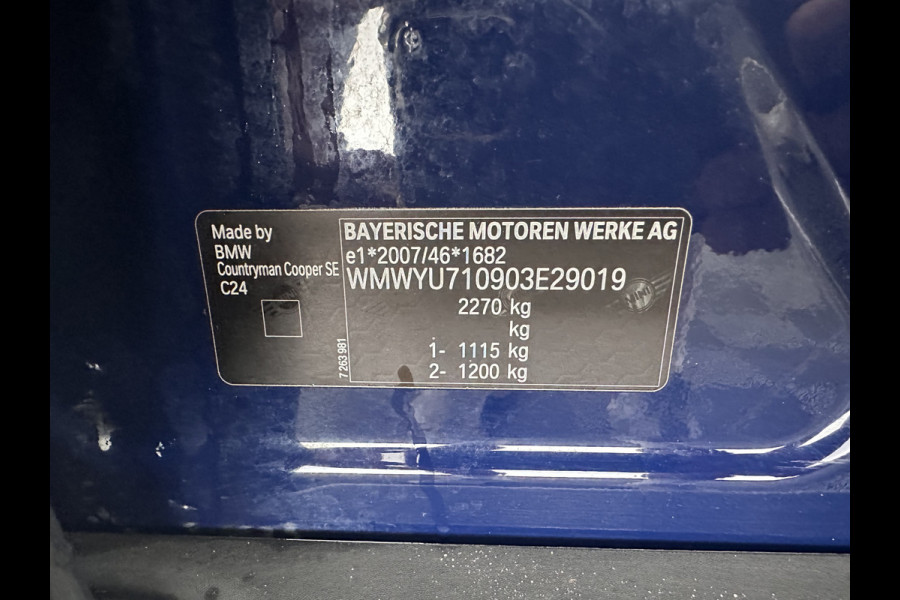 Made by
BMW
Countryman Cooper SE
C24
7 263 981
BAYERISCHE MOTOREN WERKE AG
e1*2007/46*1682
WMWYU710903E29019
2270 kg
kg
1- 1115 kg
2- 1200 kg